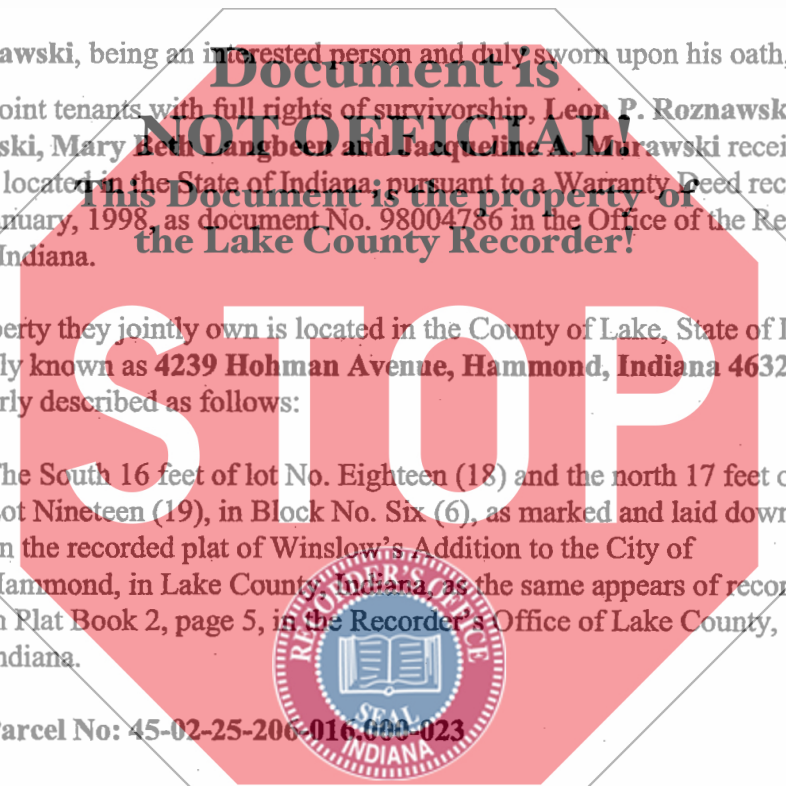 awski, being an interested person and duly sworn upon his oath,
Document is
oint tenants with full rights of survivorship, Leon P. Roznawsk
NOT OFFICIAL!
ski, Mary Beth Langbeen and Jacqueline A. Murawski recei
located in the State of Indiana; pursuant to a Warranty Deed rec
This Document is the property of
nuary, 1998, as document No. 98004786 in the Office of the Re
the Lake County Recorder!
Indiana.
perty they jointly own is located in the County of Lake, State of I
ly known as 4239 Hohman Avenue, Hammond, Indiana 4632
rly described as follows:
STOP
The South 16 feet of lot No. Eighteen (18) and the north 17 feet o
ot Nineteen (19), in Block No. Six (6), as marked and laid down
n the recorded plat of Winslow's Addition to the City of
Hammond, in Lake County, Indiana, as the same appears of recor
n Plat Book 2, page 5, in the Recorder's Office of Lake County,
ndiana.
RECORDER'S OFFICE
SEAL
INDIANA
Parcel No: 45-02-25-206-016.000-023